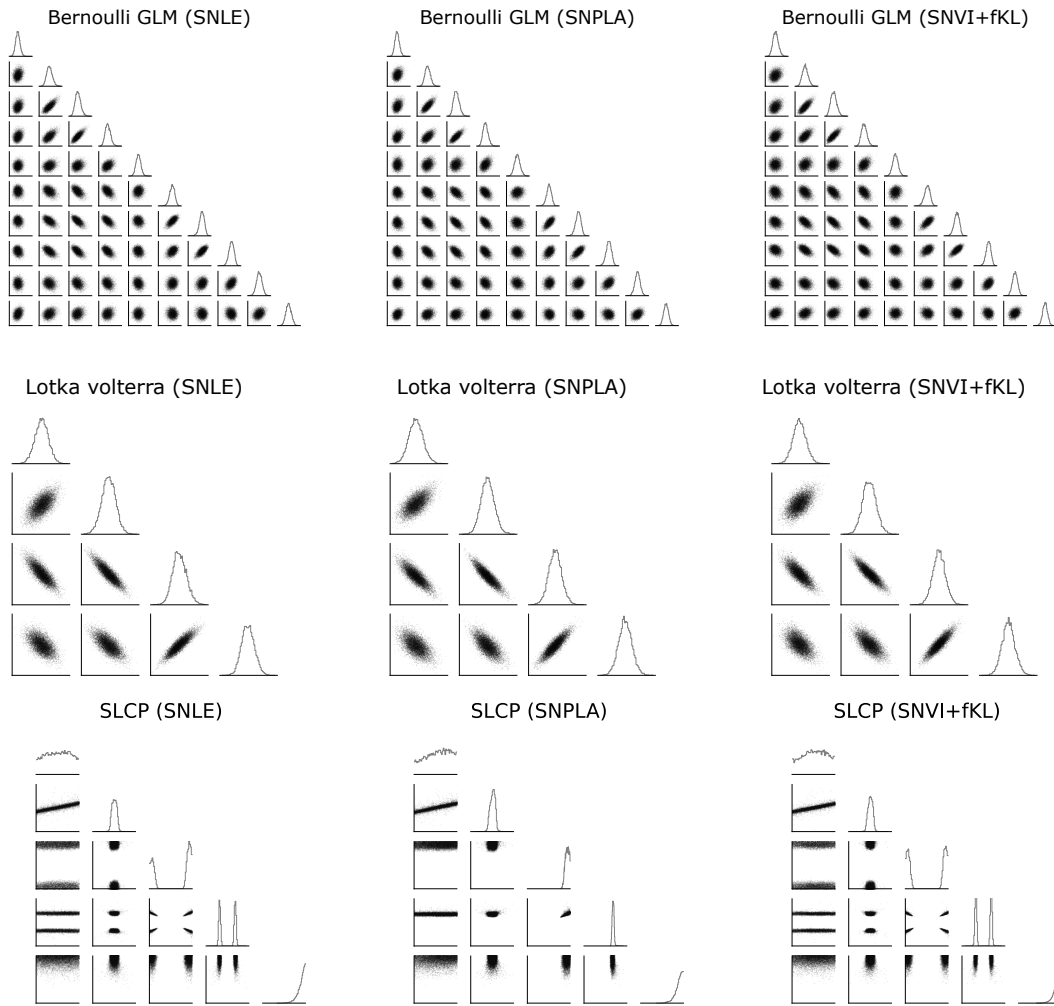 Bernoulli GLM (SNLE)
Bernoulli GLM (SNPLA)
Bernoulli GLM (SNVI+fKL)
Lotka volterra (SNLE)
Lotka volterra (SNPLA)
Lotka volterra (SNVI+fKL)
SLCP (SNLE)
SLCP (SNPLA)
SLCP (SNVI+fKL)